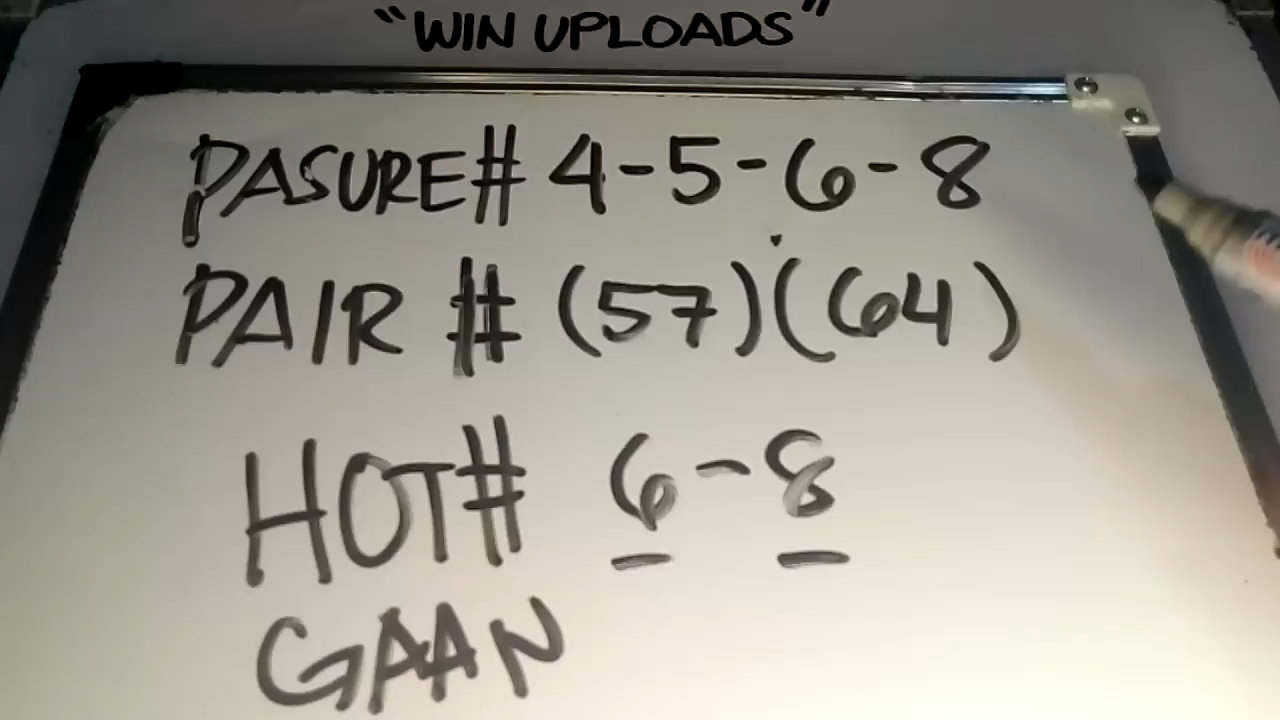 "WIN UPLOADS"
PASURE# 4-5-6-8
PAIR # (57)(64)
HOT# 6-8
GAAN